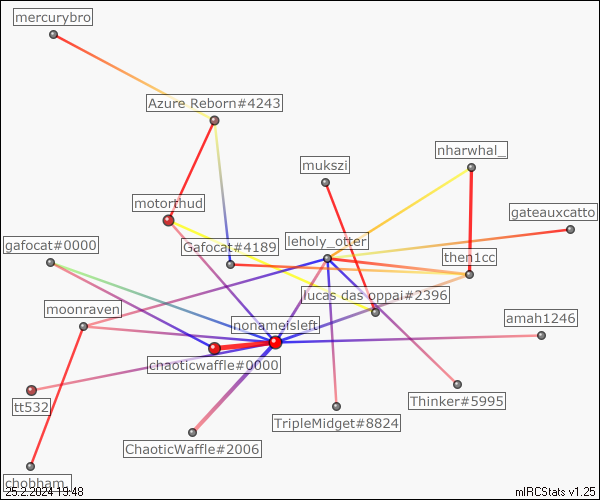 mercurybro
Azure Reborn#4243
nharwhal_
mukszi
motorthud
gateauxcatto
gafocat#0000
Gafocat#4189
leholy_otter
then1cc
lucas das oppai#2396
moonraven
nonameisleft
amah1246
chaoticwaffle#0000
tt532
Thinker#5995
TripleMidget#8824
ChaoticWaffle#2006
chobham_
25.2.2024 19:48
mIRCStats v1.25